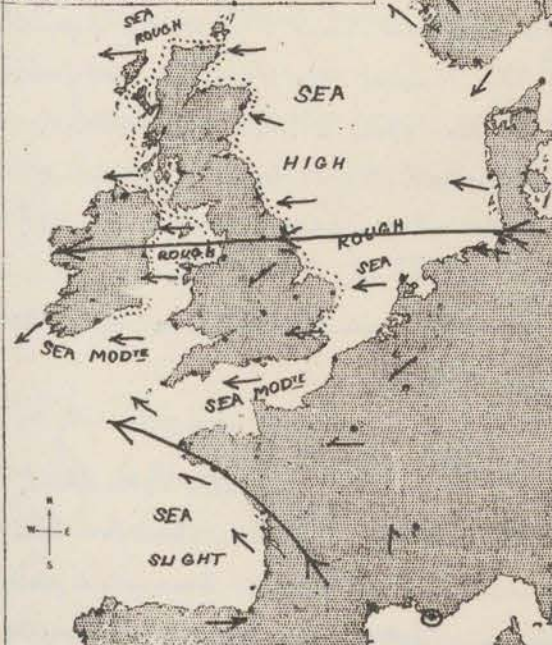 SEA
ROUGH
SEA
HIGH
ROUGH
ROUGH
SEA
SEA MODTE
SEA MODTE
SEA
SLIGHT
N
W E
S